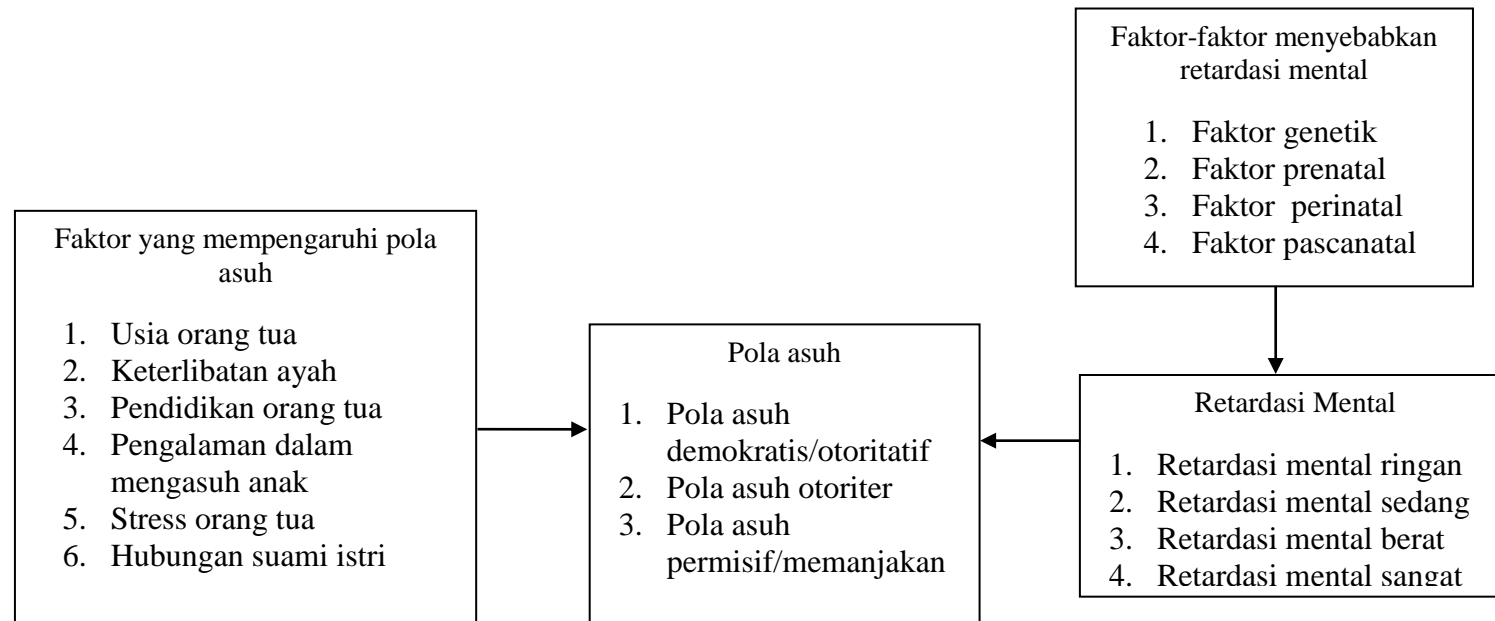 Faktor-faktor menyebabkan
retardasi mental
1. Faktor genetik
2. Faktor prenatal
3. Faktor perinatal
4. Faktor pascanatal
Faktor yang mempengaruhi pola
asuh
1. Usia orang tua
2. Keterlibatan ayah
3. Pendidikan orang tua
4. Pengalaman dalam
mengasuh anak
5. Stress orang tua
6. Hubungan suami istri
Pola asuh
1. Pola asuh
demokratis/otoritatif
2. Pola asuh otoriter
3. Pola asuh
permisif/memanjakan
Retardasi Mental
1. Retardasi mental ringan
2. Retardasi mental sedang
3. Retardasi mental berat
4. Retardasi mental sangat